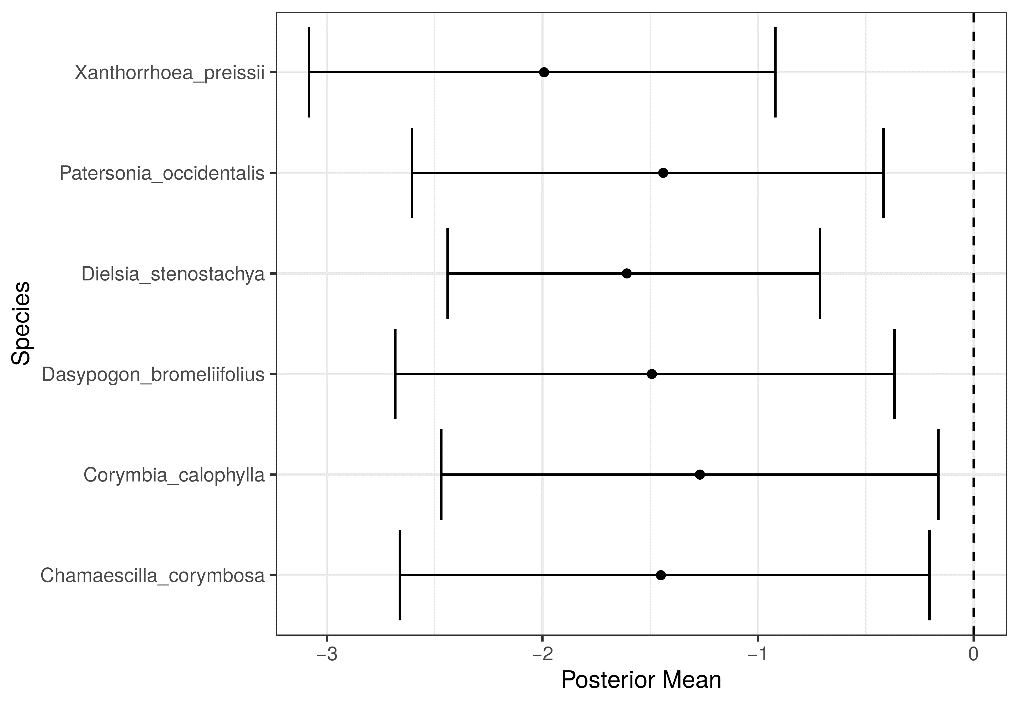 Species
Xanthorrhoea_preissii
Patersonia_occidentalis
Dielsia_stenostachya
Dasypogon_bromeliifolius
Corymbia_calophylla
Chamaescilla_corymbosa
−3 −2 −1 0
Posterior Mean